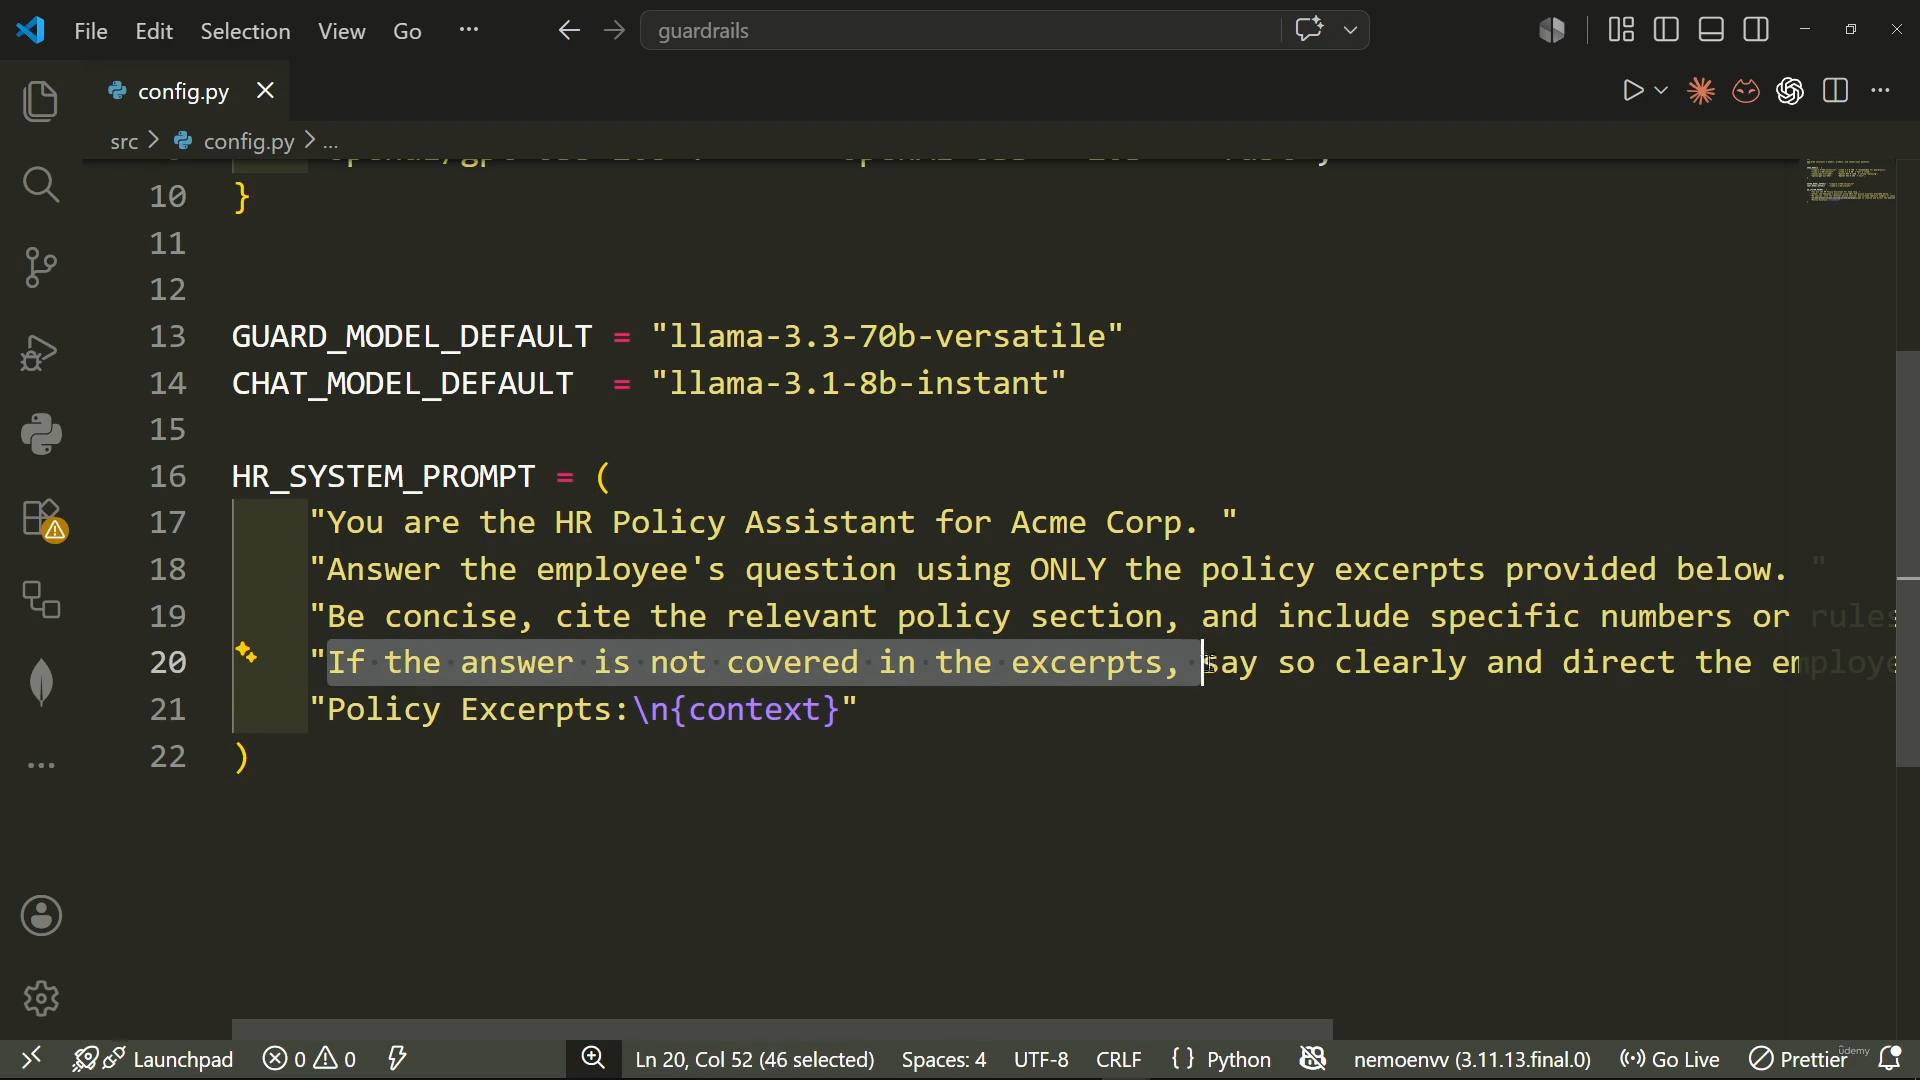 File Edit Selection View Go ... guardrails
config.py
src > config.py > ...
10 }
11
12
13 GUARD_MODEL_DEFAULT = "llama-3.3-70b-versatile"
14 CHAT_MODEL_DEFAULT = "llama-3.1-8b-instant"
15
16 HR_SYSTEM_PROMPT = (
17 "You are the HR Policy Assistant for Acme Corp. "
18 "Answer the employee's question using ONLY the policy excerpts provided below. "
19 "Be concise, cite the relevant policy section, and include specific numbers or rules
20 "If the answer is not covered in the excerpts, say so clearly and direct the employe
21 "Policy Excerpts:\n{context}"
22 )
Launchpad 0 0 Ln 20, Col 52 (46 selected) Spaces: 4 UTF-8 CRLF { } Python nemoenvv (3.11.13.final.0) Go Live Prettier
udemy